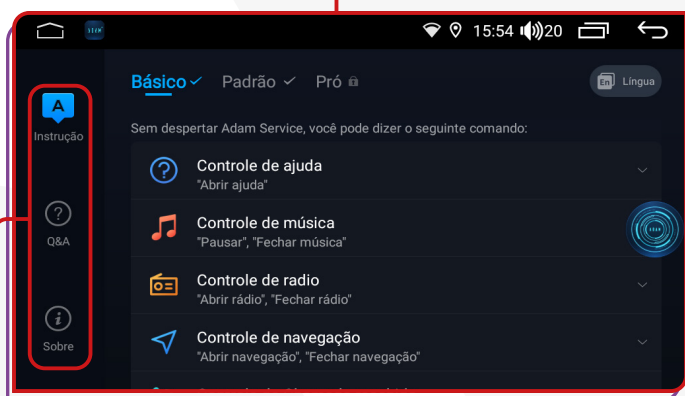 15:54 20
Básico Padrão Pró
En Língua
A
Instrução
Sem despertar Adam Service, você pode dizer o seguinte comando:
Controle de ajuda
"Abrir ajuda"
Controle de música
"Pausar", "Fechar música"
Q&A
Controle de radio
"Abrir rádio", "Fechar rádio"
Controle de navegação
"Abrir navegação", "Fechar navegação"
Sobre